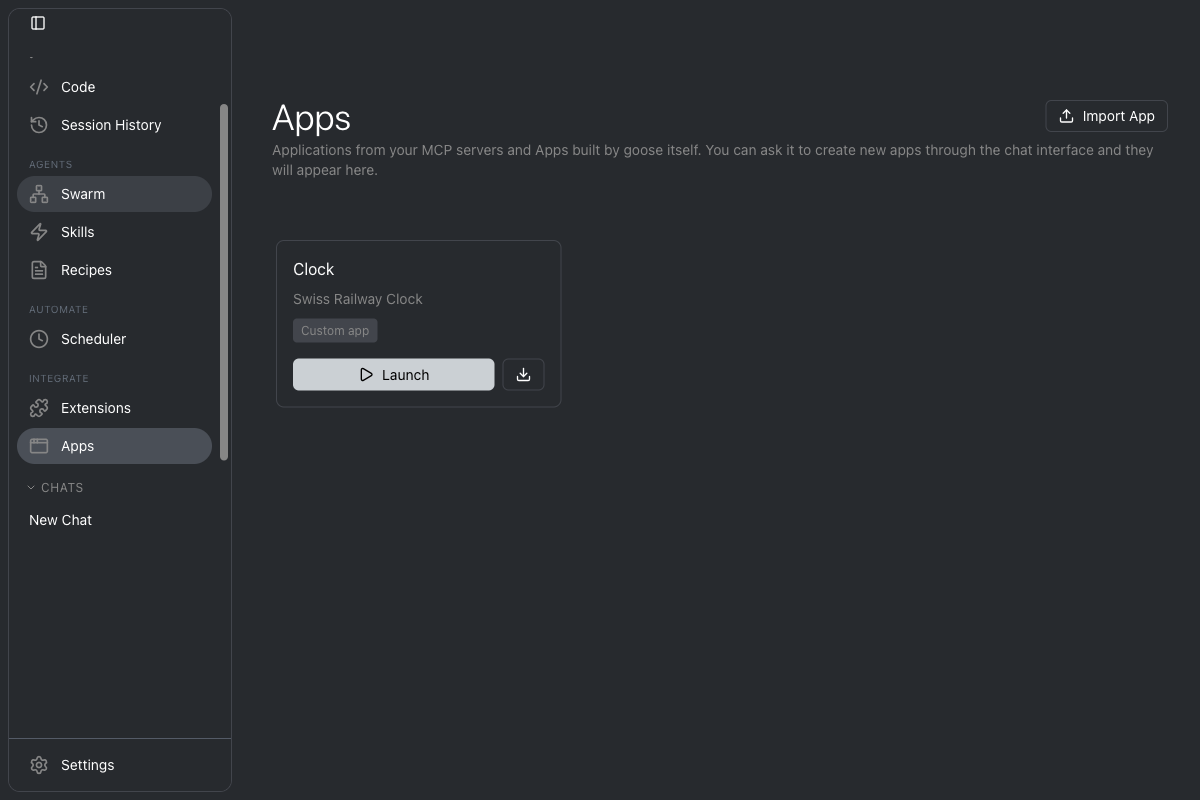 Code
Session History
AGENTS
Swarm
Skills
Recipes
AUTOMATE
Scheduler
INTEGRATE
Extensions
Apps
CHATS
New Chat
Settings
Apps
Import App
Applications from your MCP servers and Apps built by goose itself. You can ask it to create new apps through the chat interface and they
will appear here.
Clock
Swiss Railway Clock
Custom app
Launch